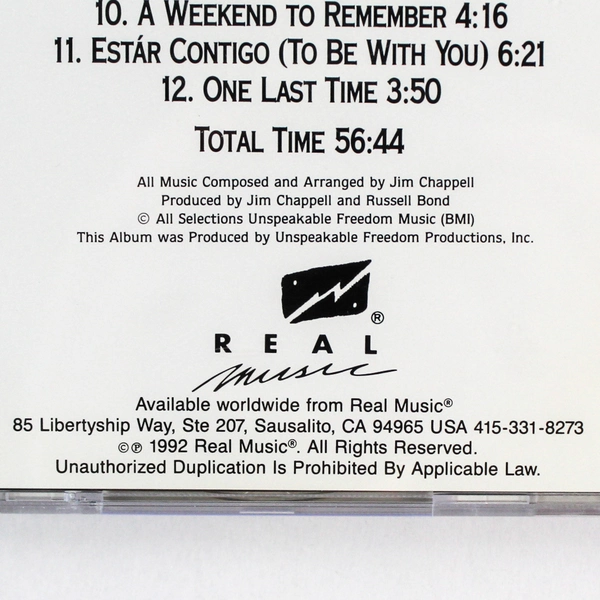 10. A Weekend to Remember 4:16
11. Estár Contigo (To Be With You) 6:21
12. One Last Time 3:50
Total Time 56:44
All Music Composed and Arranged by Jim Chappell
Produced by Jim Chappell and Russell Bond
© All Selections Unspeakable Freedom Music (BMI)
This Album was Produced by Unspeakable Freedom Productions, Inc.
®
REAL
music
Available worldwide from Real Music®
85 Libertyship Way, Ste 207, Sausalito, CA 94965 USA 415-331-8273
©℗ 1992 Real Music®. All Rights Reserved.
Unauthorized Duplication Is Prohibited By Applicable Law.